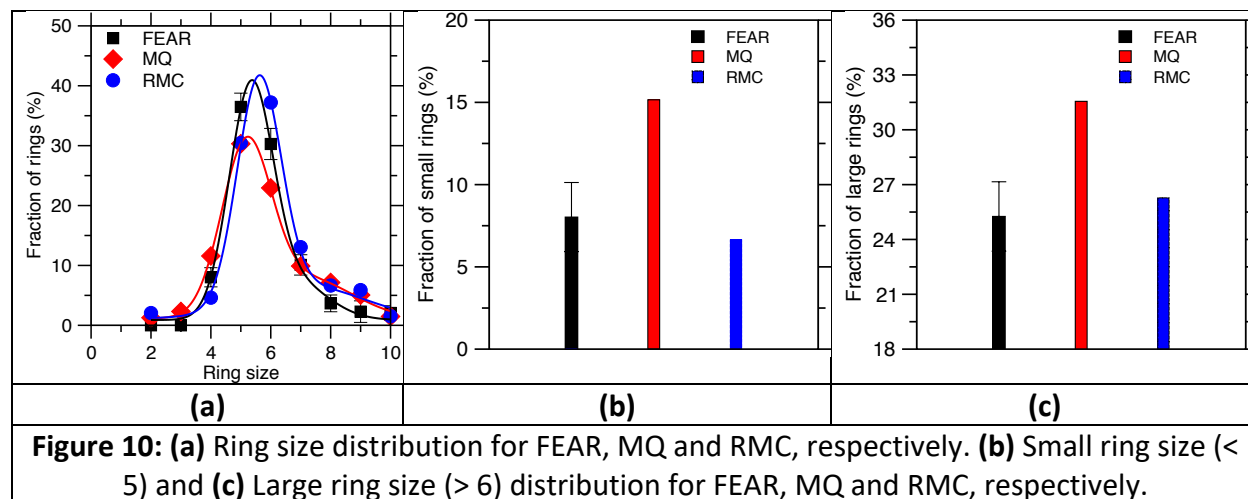 50
40
30
20
10
0
Fraction of rings (%)
FEAR
MQ
RMC
0 2 4 6 8 10
Ring size
20
15
10
5
0
Fraction of small rings (%)
FEAR
MQ
RMC
36
33
30
27
24
21
18
Fraction of large rings (%)
FEAR
MQ
RMC
(a) (b) (c)
Figure 10: (a) Ring size distribution for FEAR, MQ and RMC, respectively. (b) Small ring size (<
5) and (c) Large ring size (> 6) distribution for FEAR, MQ and RMC, respectively.